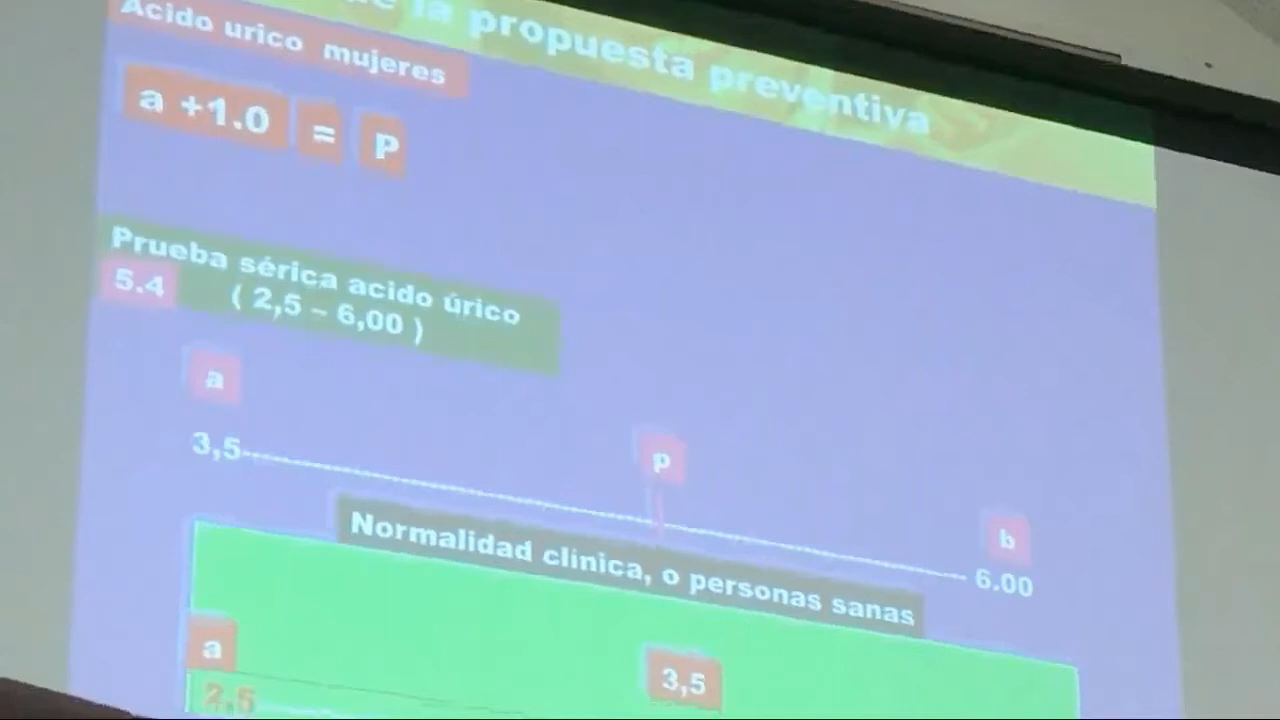 la propuesta preventiva
Acido urico mujeres
a +1.0 = P
Prueba sérica acido úrico
5.4 ( 2,5 – 6,00 )
a
3,5
p
b
6.00
Normalidad clínica, o personas sanas
a
3,5
2.5